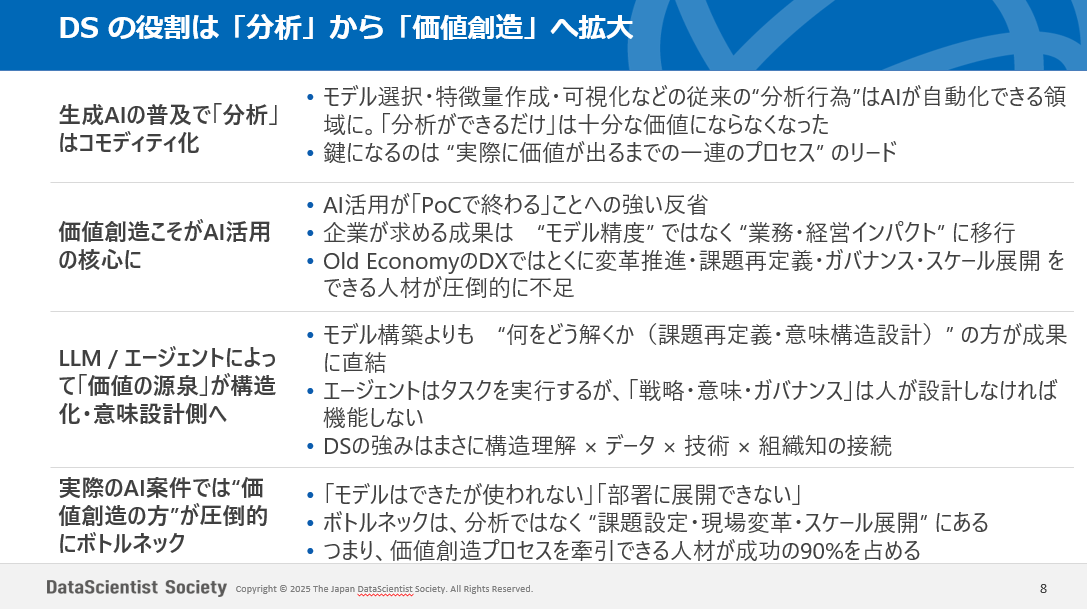 DS の役割は「分析」から「価値創造」へ拡大
生成AIの普及で「分析」
はコモディティ化
• モデル選択・特徴量作成・可視化などの従来の“分析行為”はAIが自動化できる領
域に。「分析ができるだけ」は十分な価値にならなくなった
• 鍵になるのは “実際に価値が出るまでの一連のプロセス” のリード
価値創造こそがAI活用
の核心に
• AI活用が「PoCで終わる」ことへの強い反省
• 企業が求める成果は　“モデル精度” ではなく “業務・経営インパクト” に移行
• Old EconomyのDXではとくに変革推進・課題再定義・ガバナンス・スケール展開 を
できる人材が圧倒的に不足
LLM / エージェントによっ
て「価値の源泉」が構造
化・意味設計側へ
• モデル構築よりも　“何をどう解くか（課題再定義・意味構造設計）” の方が成果
に直結
• エージェントはタスクを実行するが、「戦略・意味・ガバナンス」は人が設計しなければ
機能しない
• DSの強みはまさに構造理解 × データ × 技術 × 組織知の接続
実際のAI案件では“価
値創造の方”が圧倒的
にボトルネック
• 「モデルはできたが使われない」「部署に展開できない」
• ボトルネックは、分析ではなく “課題設定・現場変革・スケール展開” にある
• つまり、価値創造プロセスを牽引できる人材が成功の90%を占める
DataScientist Society
Copyright © 2025 The Japan DataScientist Society. All Rights Reserved.
8